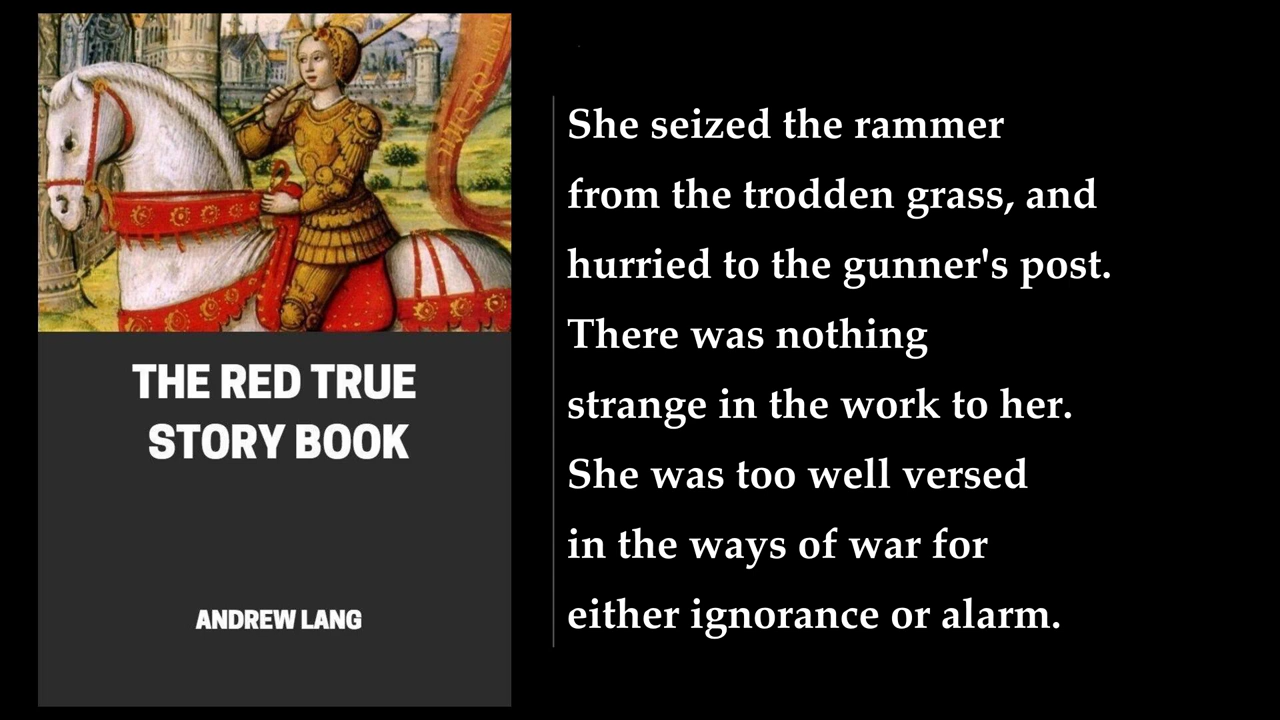 THE RED TRUE
STORY BOOK
ANDREW LANG
She seized the rammer
from the trodden grass, and
hurried to the gunner's post.
There was nothing
strange in the work to her.
She was too well versed
in the ways of war for
either ignorance or alarm.